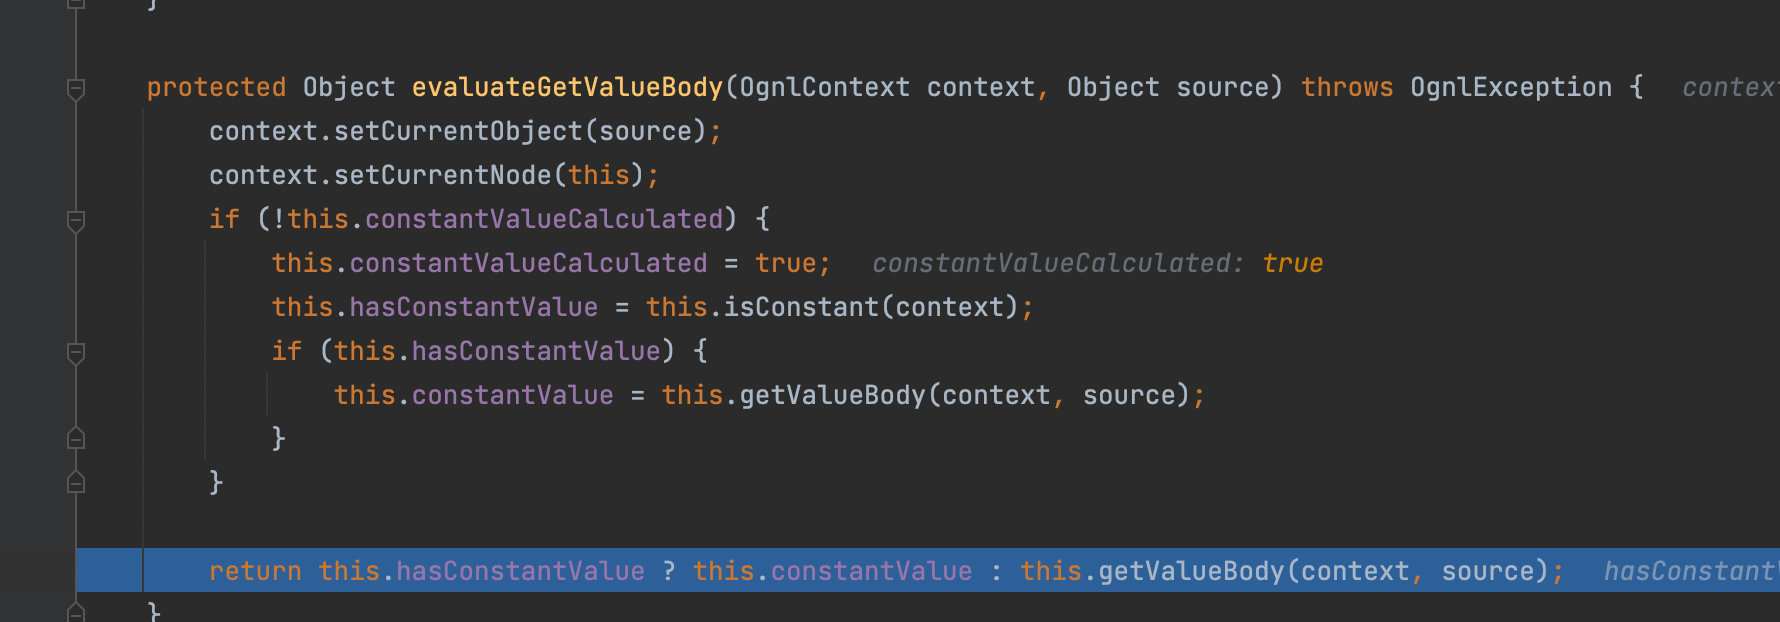 }
protected Object evaluateGetValueBody(OgnlContext context, Object source) throws OgnlException {   context
context.setCurrentObject(source);
context.setCurrentNode(this);
if (!this.constantValueCalculated) {
this.constantValueCalculated = true;   constantValueCalculated: true
this.hasConstantValue = this.isConstant(context);
if (this.hasConstantValue) {
this.constantValue = this.getValueBody(context, source);
}
}
return this.hasConstantValue ? this.constantValue : this.getValueBody(context, source);   hasConstantV
}